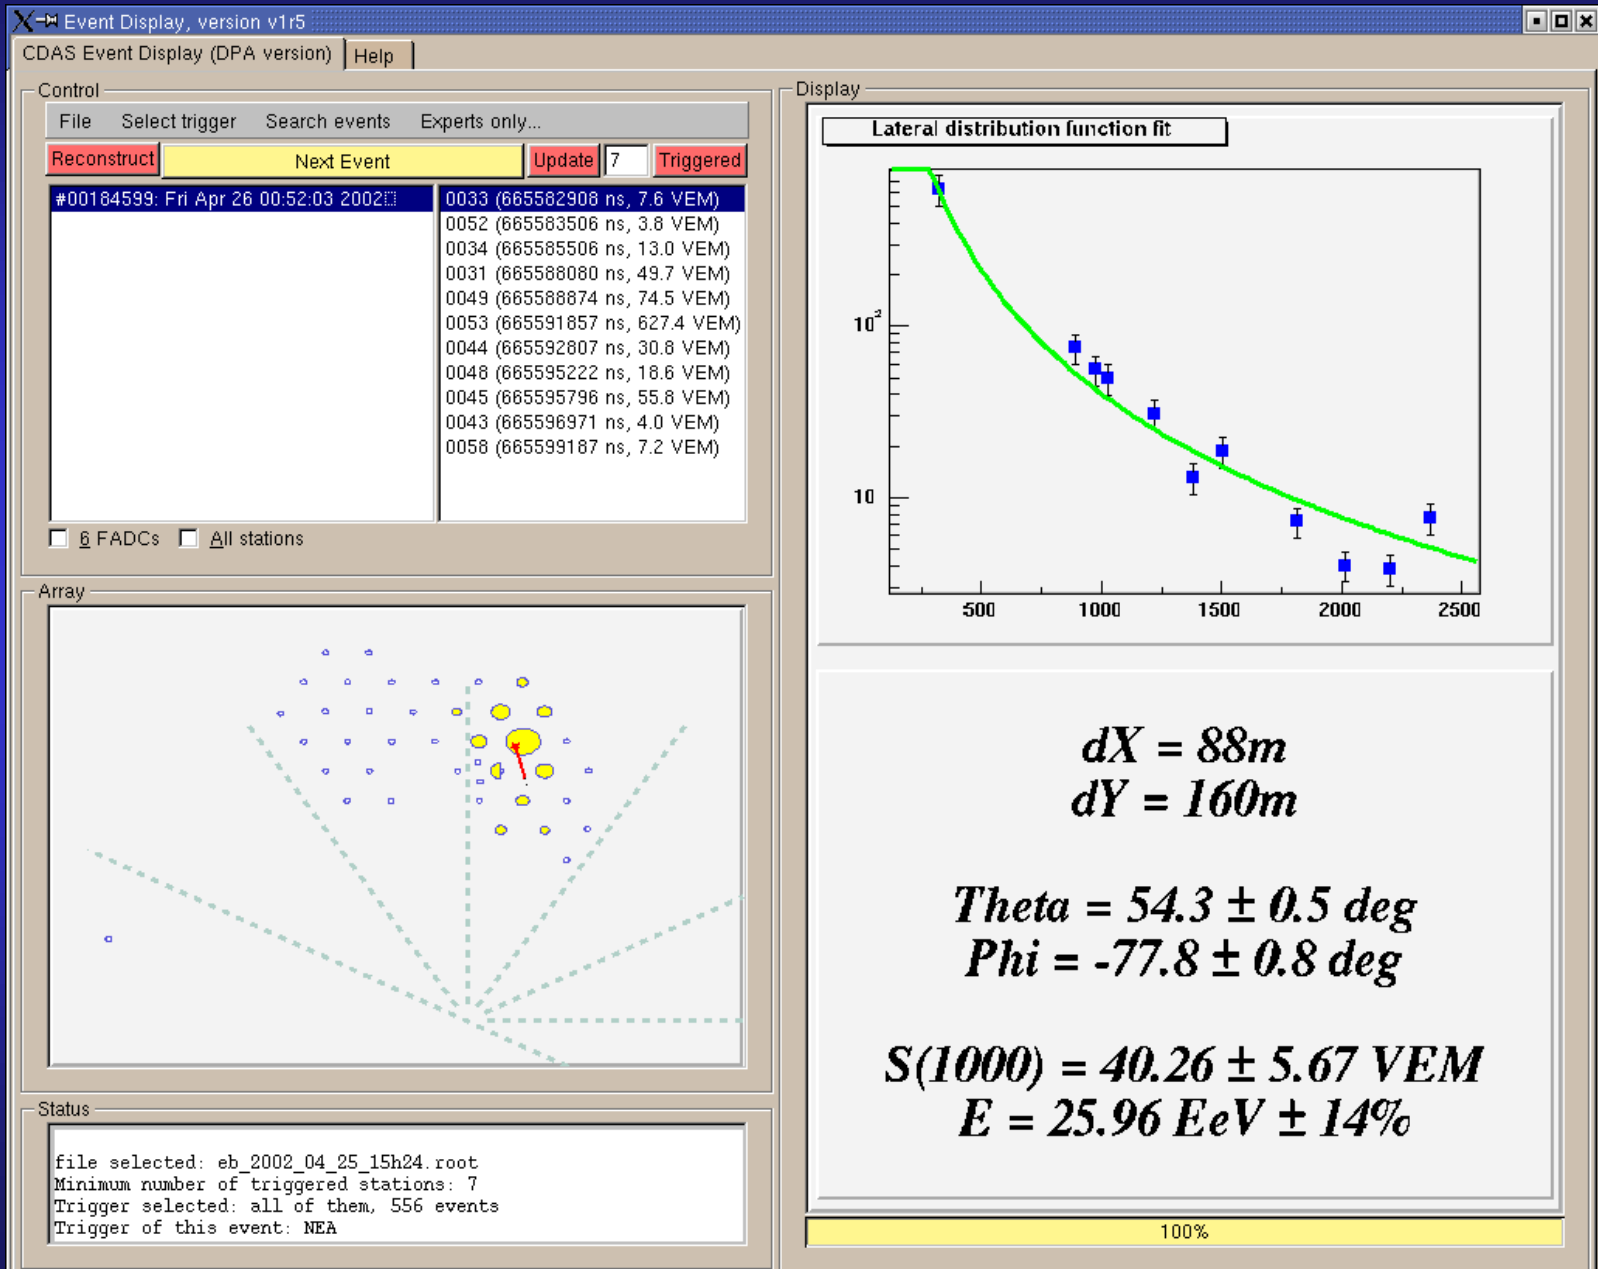 Event Display, version v1r5
CDAS Event Display (DPA version) Help
Control
File Select trigger Search events Experts only...
Reconstruct Next Event Update 7 Triggered
#00184599: Fri Apr 26 00:52:03 2002
0033 (665582908 ns, 7.6 VEM)
0052 (665583506 ns, 3.8 VEM)
0034 (665585506 ns, 13.0 VEM)
0031 (665588080 ns, 49.7 VEM)
0049 (665588874 ns, 74.5 VEM)
0053 (665591857 ns, 627.4 VEM)
0044 (665592807 ns, 30.8 VEM)
0048 (665595222 ns, 18.6 VEM)
0045 (665595796 ns, 55.8 VEM)
0043 (665596971 ns, 4.0 VEM)
0058 (665599187 ns, 7.2 VEM)
6 FADCs All stations
Array
Status
file selected: eb_2002_04_25_15h24.root
Minimum number of triggered stations: 7
Trigger selected: all of them, 556 events
Trigger of this event: NEA
Display
Lateral distribution function fit
10²
10
500 1000 1500 2000 2500
dX = 88m
dY = 160m
Theta = 54.3 ± 0.5 deg
Phi = -77.8 ± 0.8 deg
S(1000) = 40.26 ± 5.67 VEM
E = 25.96 EeV ± 14%
100%